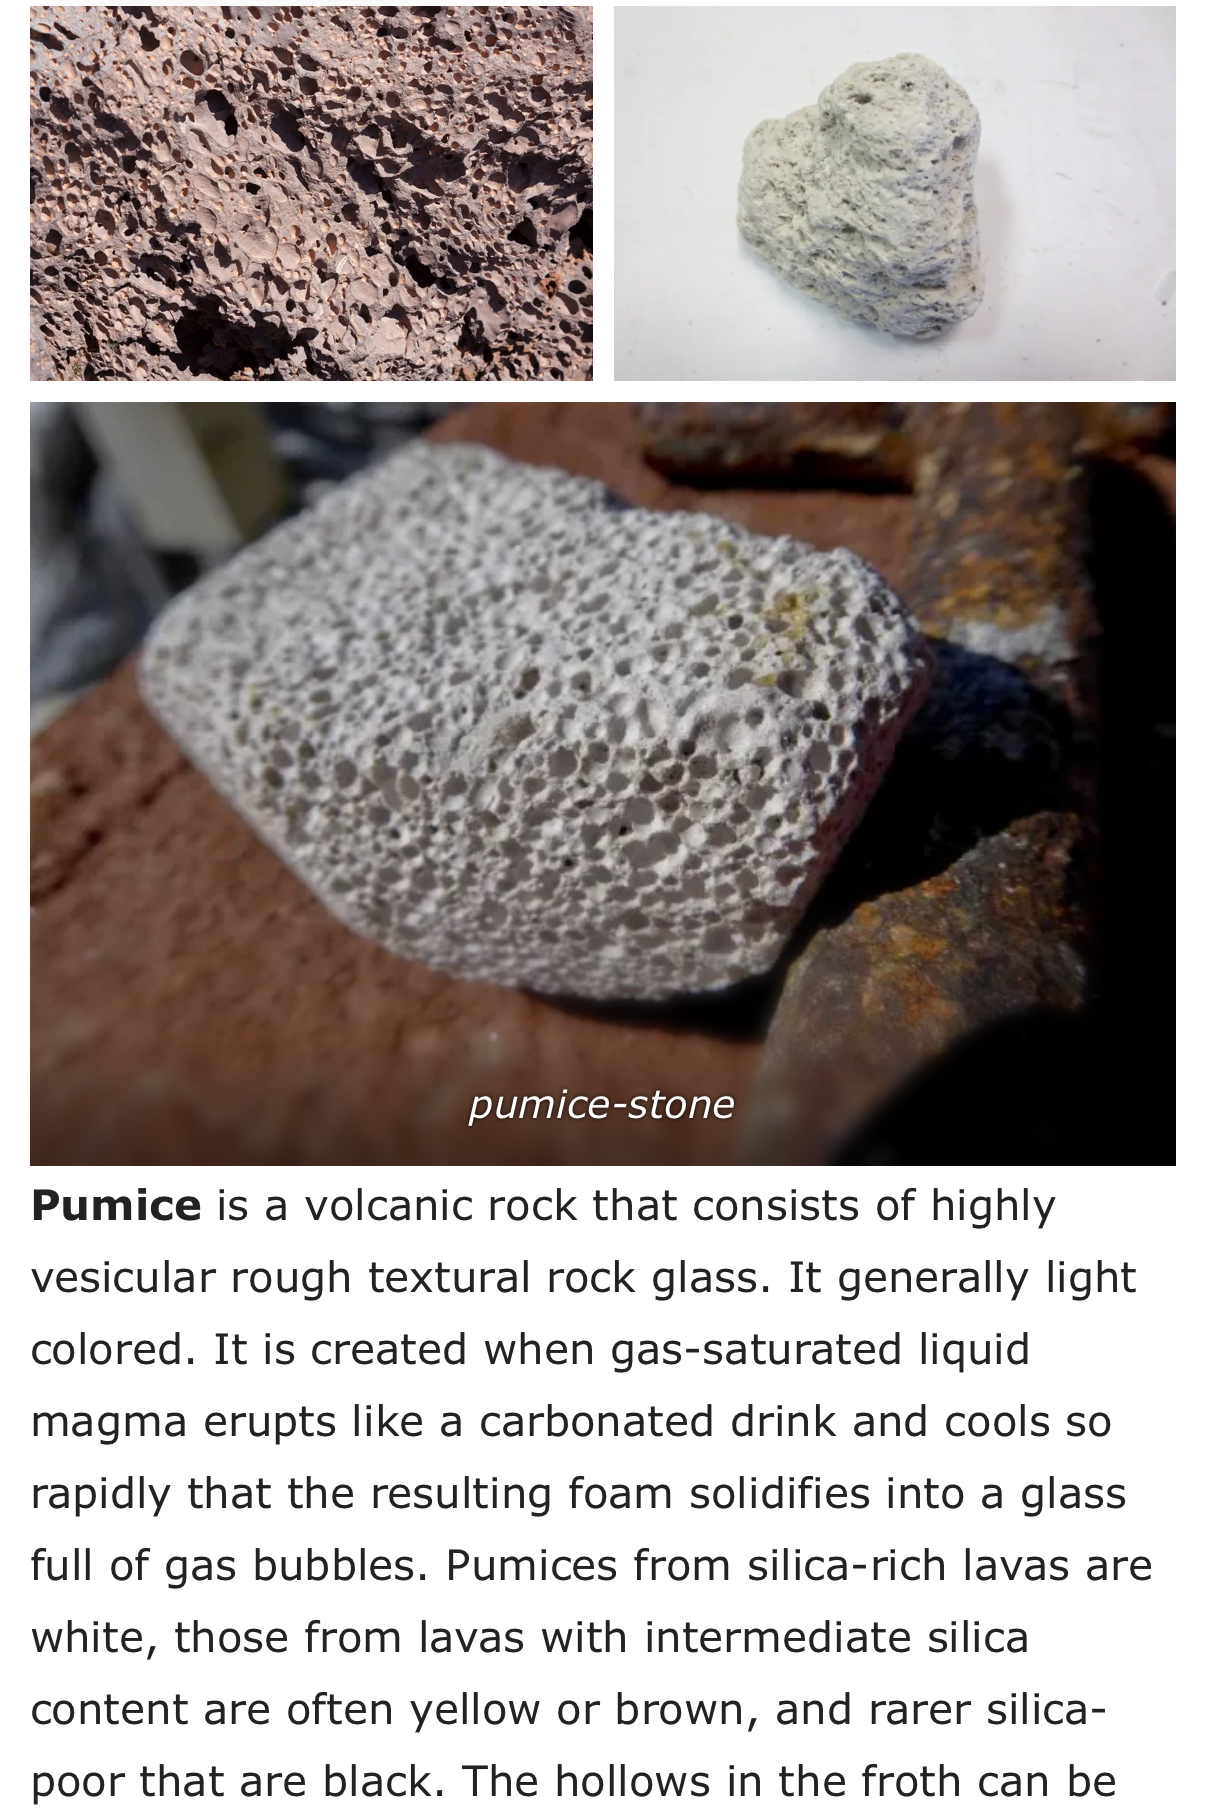 pumice-stone
Pumice is a volcanic rock that consists of highly
vesicular rough textural rock glass. It generally light
colored. It is created when gas-saturated liquid
magma erupts like a carbonated drink and cools so
rapidly that the resulting foam solidifies into a glass
full of gas bubbles. Pumices from silica-rich lavas are
white, those from lavas with intermediate silica
content are often yellow or brown, and rarer silica-
poor that are black. The hollows in the froth can be